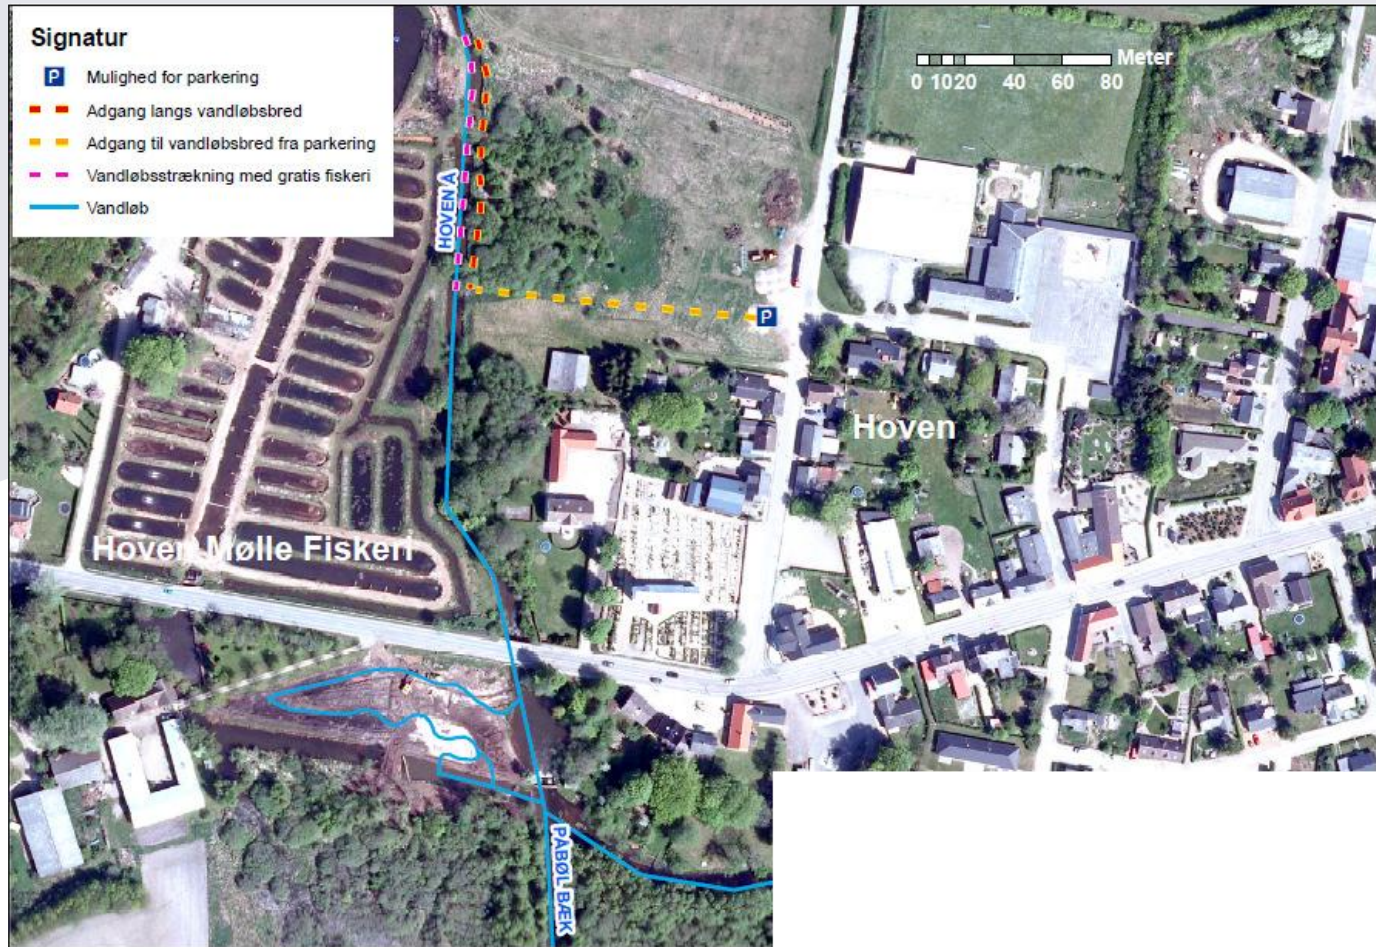 Signatur
P Mulighed for parkering
Adgang langs vandløbsbred
Adgang til vandløbsbred fra parkering
Vandløbsstrækning med gratis fiskeri
Vandløb
Meter
0 10 20 40 60 80
HOVEN Å
P
Hoven
Hoven Mølle Fiskeri
PÅBØL BÆK